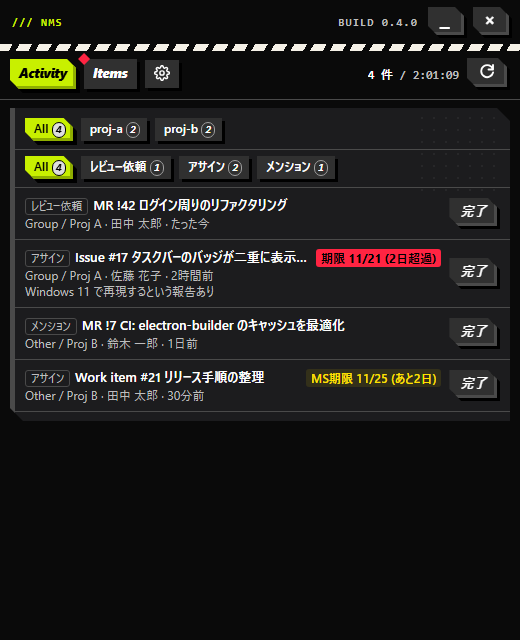 /// NMS BUILD 0.4.0
Activity Items 4 件 / 2:01:09
All 4 proj-a 2 proj-b 2
All 4 レビュー依頼 1 アサイン 2 メンション 1
レビュー依頼 MR !42 ログイン周りのリファクタリング 完了
Group / Proj A · 田中 太郎 · たった今
アサイン Issue #17 タスクバーのバッジが二重に表示... 期限 11/21 (2日超過) 完了
Group / Proj A · 佐藤 花子 · 2時間前
Windows 11 で再現するという報告あり
メンション MR !7 CI: electron-builder のキャッシュを最適化 完了
Other / Proj B · 鈴木 一郎 · 1日前
アサイン Work item #21 リリース手順の整理 MS期限 11/25 (あと2日) 完了
Other / Proj B · 田中 太郎 · 30分前